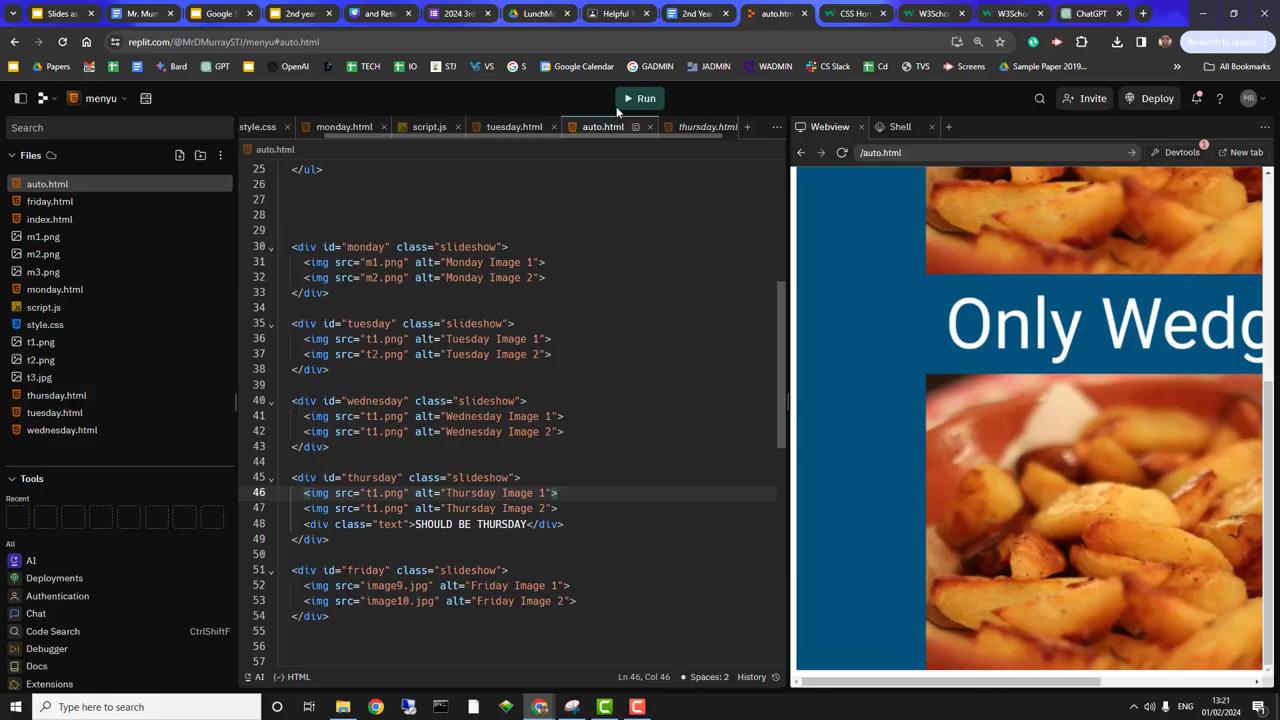 Slides as
Mr. Murr
Google S
2nd year
and Retr
2024 3rd
LunchMe
Helpful T
2nd Year
auto.htm
CSS Hor
W3Scho
W3Scho
ChatGPT
replit.com/@MrDMurraySTJ/menyu#auto.html
Relaunch to update
Papers
Bard
GPT
OpenAI
TECH
IO
STJ
VS
S
Google Calendar
GADMIN
JADMIN
WADMIN
CS Slack
Cd
TVS
Screens
Sample Paper 2019...
All Bookmarks
menyu
Run
Invite
Deploy
MR
Search
style.css
monday.html
script.js
tuesday.html
auto.html
thursday.html
Webview
Shell
Files
auto.html
/auto.html
Devtools
1
New tab
auto.html
friday.html
index.html
m1.png
m2.png
m3.png
monday.html
script.js
style.css
t1.png
t2.png
t3.jpg
thursday.html
tuesday.html
wednesday.html
Tools
Recent
All
AI
Deployments
Authentication
Chat
Code Search CtrlShiftF
Debugger
Docs
Extensions
25 </ul>
26
27
28
29
30 <div id="monday" class="slideshow">
31 <img src="m1.png" alt="Monday Image 1">
32 <img src="m2.png" alt="Monday Image 2">
33 </div>
34
35 <div id="tuesday" class="slideshow">
36 <img src="t1.png" alt="Tuesday Image 1">
37 <img src="t2.png" alt="Tuesday Image 2">
38 </div>
39
40 <div id="wednesday" class="slideshow">
41 <img src="t1.png" alt="Wednesday Image 1">
42 <img src="t1.png" alt="Wednesday Image 2">
43 </div>
44
45 <div id="thursday" class="slideshow">
46 <img src="t1.png" alt="Thursday Image 1">
47 <img src="t1.png" alt="Thursday Image 2">
48 <div class="text">SHOULD BE THURSDAY</div>
49 </div>
50
51 <div id="friday" class="slideshow">
52 <img src="image9.jpg" alt="Friday Image 1">
53 <img src="image10.jpg" alt="Friday Image 2">
54 </div>
55
56
57
Only Wedg
AI
HTML
Ln 46, Col 46
Spaces: 2
History
Type here to search
ENG
13:21
01/02/2024